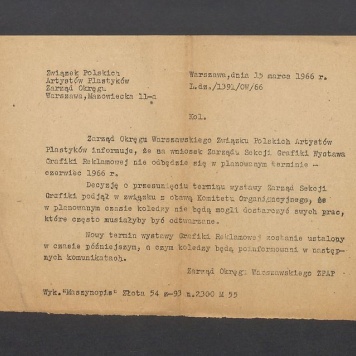 Związek Polskich
Artystów Plastyków
Zarząd Okręgu
Warszawa, Mazowiecka 11-a
Warszawa, dnia 15 marca 1966 r.
L.dz./1391/OW/66
Kol.
Zarząd Okręgu Warszawskiego Związku Polskich Artystów
Plastyków informuje, że na wniosek Zarządu Sekcji Grafiki Wystawa
Grafiki Reklamowej nie odbędzie się w planowanym terminie -
czerwiec 1966 r.
Decyzję o przesunięciu terminu wystawy Zarząd Sekcji
Grafiki podjął w związku z obawą Komitetu Organizacyjnego, że
w planowanym czasie koledzy nie będą mogli dostarczyć swych prac,
które często musiałyby być odtwarzane.
Nowy termin wystawy Grafiki Reklamowej zostanie ustalony
w czasie późniejszym, o czym koledzy będą poinformowani w następ-
nych komunikatach.
Zarząd Okręgu Warszawskiego ZPAP
Wyk. "Maszynopis" Złota 54 s-93 n.2300 M 55